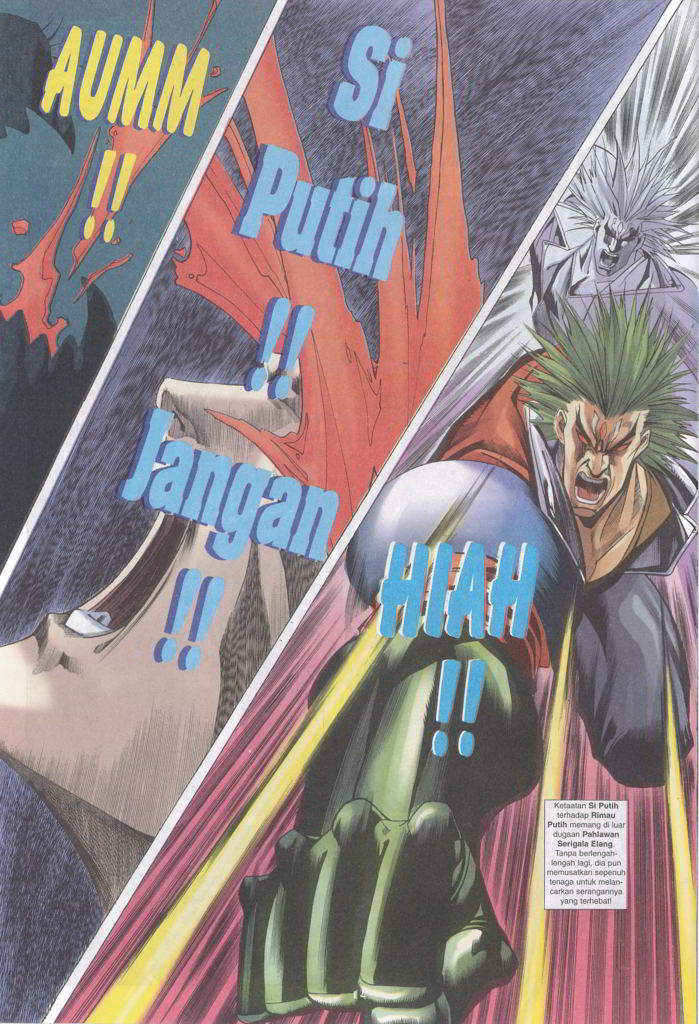 AUMM
!!
Si
Putih
!!
Jangan
!!
HIAH
!!
Ketaatan Si Putih
terhadap Rimau
Putih memang di luar
dugaan Pahlawan
Serigala Elang.
Tanpa berlengah-
lengah lagi, dia pun
memusatkan sepenuh
tenaga untuk melan-
carkan serangannya
yang terhebat!